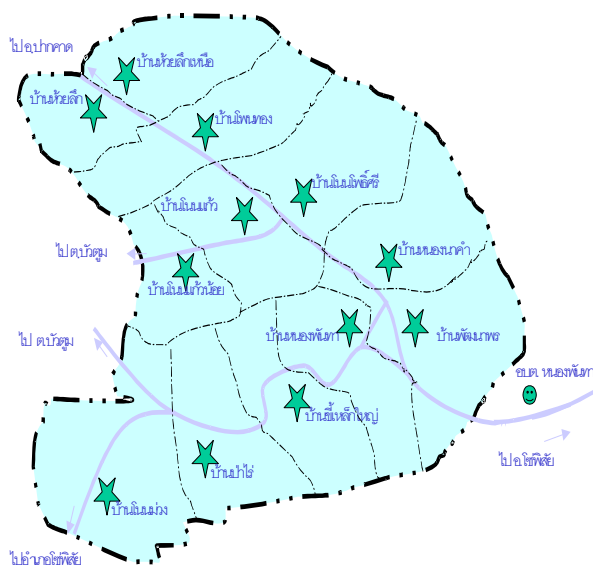 ไป อ.ปากคาด
บ้านห้วยลึกเหนือ
บ้านห้วยลึก
บ้านโพนทอง
บ้านโนนโพธิ์ศรี
บ้านโนนแก้ว
ไป ต.บัวตูม
บ้านหนองนาคำ
บ้านโนนแก้วน้อย
บ้านหนองพันทา
บ้านพัฒนาพร
ไป ต.บัวตูม
อบต. หนองพันทา
บ้านขี้เหล็กใหญ่
ไป อ.โซ่พิสัย
บ้านป่าไร่
บ้านโนนม่วง
ไปอำเภอโซ่พิสัย